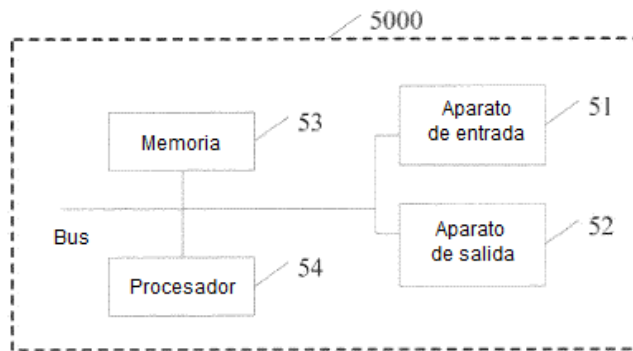 5000
Memoria
53
Aparato
de entrada
51
Bus
Aparato
de salida
52
Procesador
54